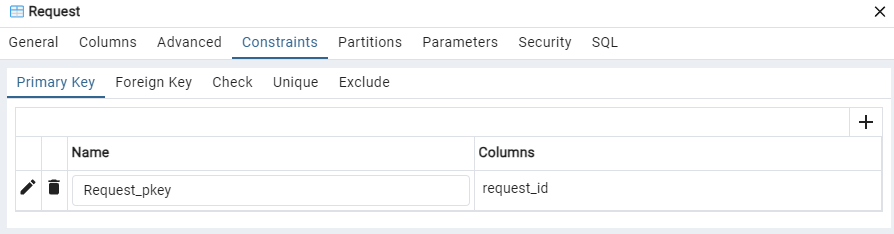 Request
General Columns Advanced Constraints Partitions Parameters Security SQL
Primary Key Foreign Key Check Unique Exclude
Name Columns
Request_pkey request_id